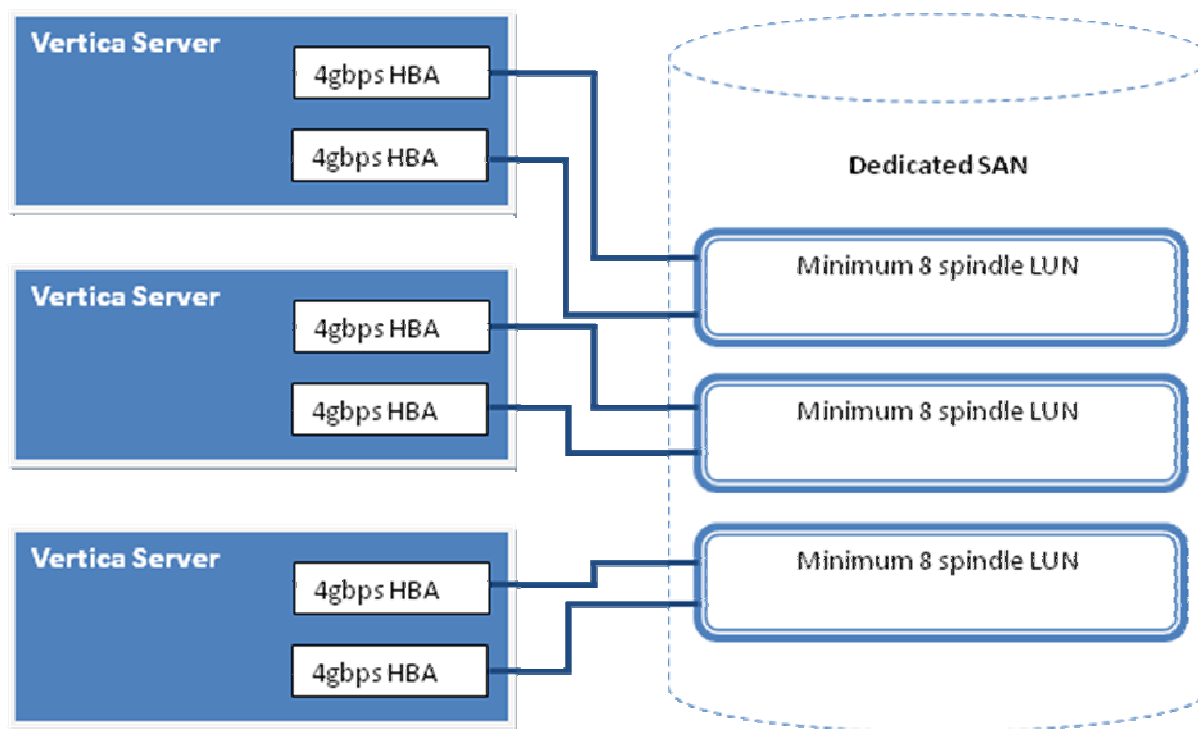 Vertica Server
4gbps HBA
4gbps HBA
Dedicated SAN
Minimum 8 spindle LUN
Vertica Server
4gbps HBA
4gbps HBA
Minimum 8 spindle LUN
Vertica Server
4gbps HBA
4gbps HBA
Minimum 8 spindle LUN